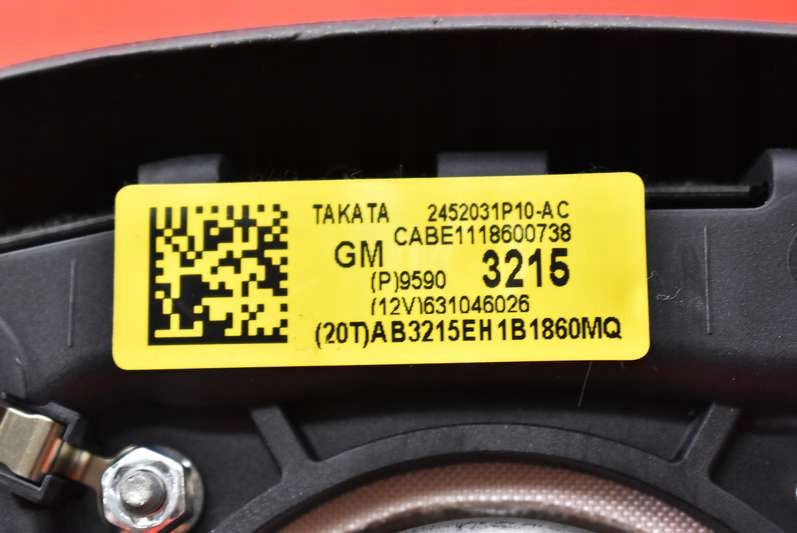 TAKATA 2452031P10-AC
CABE1118600738
GM
(P)9590 3215
(12V)631046026
(20T)AB3215EH1B1860MQ